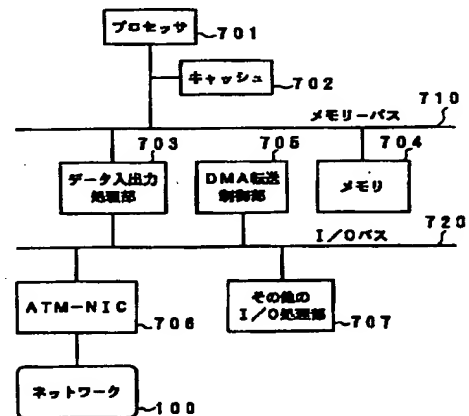 プロセッサ
701
キャッシュ
702
メモリーバス
710
703
705
704
データ入出力
処理部
DMA転送
制御部
メモリ
I/Oバス
720
ATM-NIC
706
その他の
I/O処理部
707
ネットワーク
100